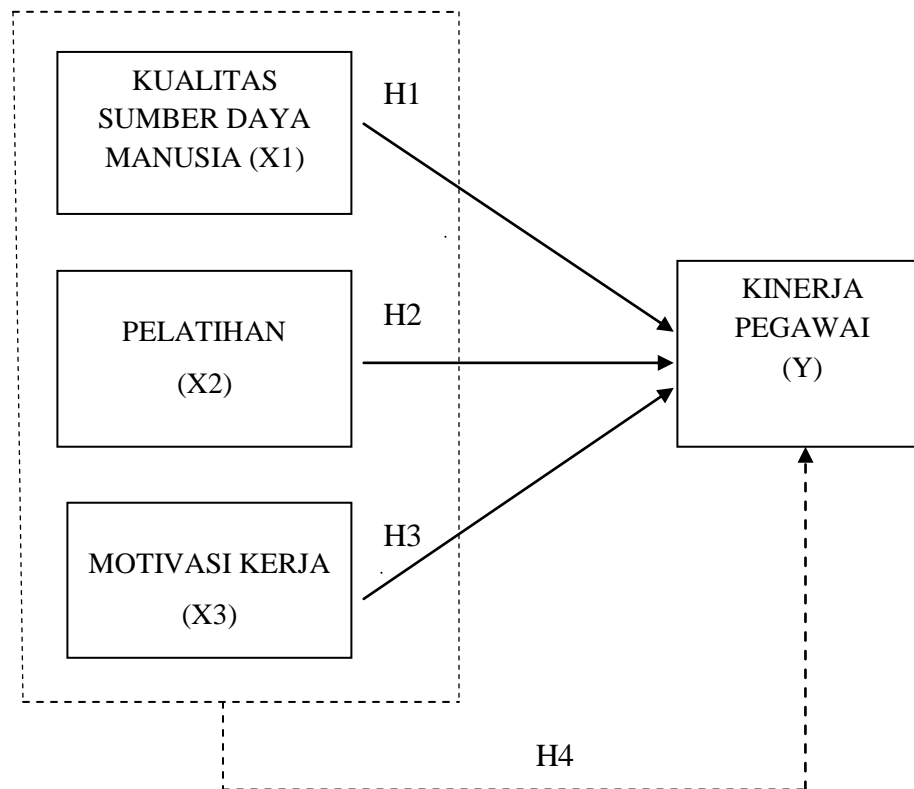 KUALITAS
SUMBER DAYA
MANUSIA (X1)
H1
PELATIHAN
(X2)
H2
MOTIVASI KERJA
(X3)
H3
KINERJA
PEGAWAI
(Y)
H4